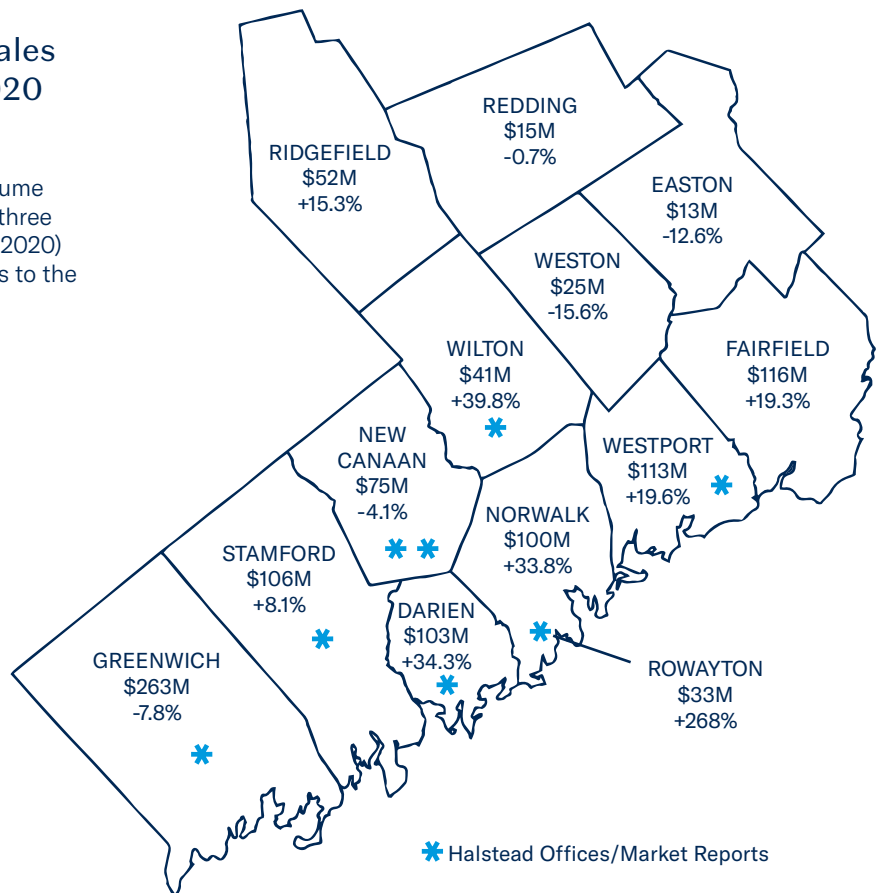 ales
20
ume
three
2020)
s to the
REDDING
$15M
-0.7%
RIDGEFIELD
$52M
+15.3%
EASTON
$13M
-12.6%
WESTON
$25M
-15.6%
WILTON
$41M
+39.8%
FAIRFIELD
$116M
+19.3%
NEW
CANAAN
$75M
-4.1%
WESTPORT
$113M
+19.6%
NORWALK
$100M
+33.8%
STAMFORD
$106M
+8.1%
DARIEN
$103M
+34.3%
GREENWICH
$263M
-7.8%
ROWAYTON
$33M
+268%
Halstead Offices/Market Reports